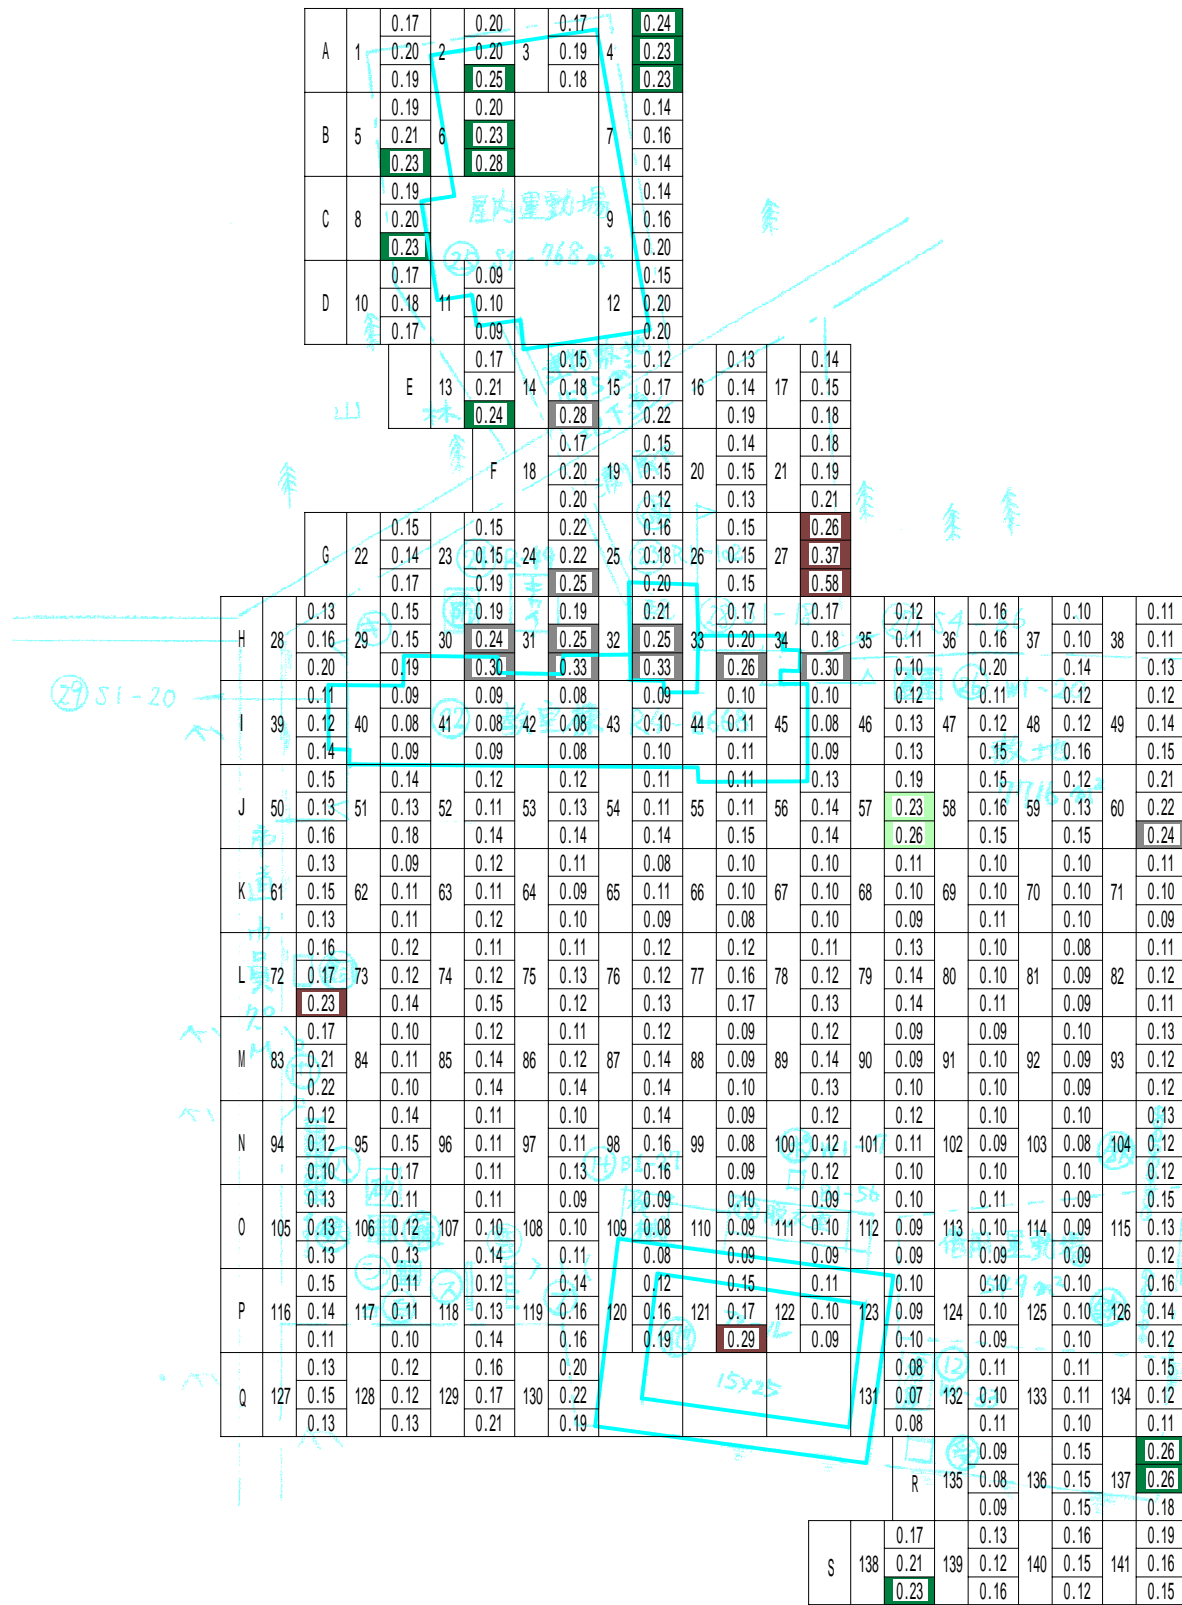 0.17 0.20 0.17 0.24
A 1 0.20 2 0.20 3 0.19 4 0.23
0.19 0.25 0.18 0.23
0.19 0.20 0.14
B 5 0.21 6 0.23 7 0.16
0.23 0.28 0.14
0.19 0.14
C 8 0.20 9 0.16
屋内運動場
0.23 0.20
25 S1-768m²
0.17 0.09 0.15
D 10 0.18 11 0.10 12 0.20
0.17 0.09 0.20
0.17 0.15 0.12 0.13 0.14
E 13 0.21 14 0.18 15 0.17 16 0.14 17 0.15
0.24 0.28 0.22 0.19 0.18
山林
0.17 0.15 0.14 0.18
F 18 0.20 19 0.15 20 0.15 21 0.19
0.20 0.12 0.13 0.21
0.15 0.15 0.22 0.16 0.15 0.26
G 22 0.14 23 0.15 24 0.22 25 0.18 26 0.15 27 0.37
0.17 0.19 0.25 0.20 0.15 0.58
0.13 0.15 0.19 0.19 0.21 0.17 0.17 0.12 0.16 0.10 0.11
H 28 0.16 29 0.15 30 0.24 31 0.25 32 0.25 33 0.20 34 0.18 35 0.11 36 0.16 37 0.10 38 0.11
0.20 0.19 0.30 0.33 0.33 0.26 0.30 0.10 0.20 0.14 0.13
29 S1-20
0.11 0.09 0.09 0.08 0.09 0.10 0.10 0.12 0.11 0.12 0.12
I 39 0.12 40 0.08 41 0.08 42 0.08 43 0.10 44 0.11 45 0.08 46 0.13 47 0.12 48 0.12 49 0.14
0.14 0.09 0.09 0.08 0.10 0.11 0.09 0.13 0.15 0.16 0.15
敷地
0.15 0.14 0.12 0.12 0.11 0.11 0.13 0.19 0.15 0.12 0.21
J 50 0.13 51 0.13 52 0.11 53 0.13 54 0.11 55 0.11 56 0.14 57 0.23 58 0.16 59 0.13 60 0.22
0.16 0.18 0.14 0.14 0.14 0.15 0.14 0.26 0.15 0.15 0.24
0.13 0.09 0.12 0.11 0.08 0.10 0.10 0.11 0.10 0.10 0.11
K 61 0.15 62 0.11 63 0.11 64 0.09 65 0.11 66 0.10 67 0.10 68 0.10 69 0.10 70 0.10 71 0.10
0.13 0.11 0.12 0.10 0.09 0.08 0.10 0.09 0.11 0.10 0.09
0.16 0.12 0.11 0.11 0.12 0.12 0.11 0.13 0.10 0.08 0.11
L 72 0.17 73 0.12 74 0.12 75 0.13 76 0.12 77 0.16 78 0.12 79 0.14 80 0.10 81 0.09 82 0.12
0.23 0.14 0.15 0.12 0.13 0.17 0.13 0.14 0.11 0.09 0.11
0.17 0.10 0.12 0.11 0.12 0.09 0.12 0.09 0.09 0.10 0.13
M 83 0.21 84 0.11 85 0.14 86 0.12 87 0.14 88 0.09 89 0.14 90 0.09 91 0.10 92 0.09 93 0.12
0.22 0.10 0.14 0.14 0.14 0.10 0.13 0.10 0.10 0.09 0.12
0.12 0.14 0.11 0.10 0.14 0.09 0.12 0.12 0.10 0.10 0.13
N 94 0.12 95 0.15 96 0.11 97 0.11 98 0.16 99 0.08 100 0.12 101 0.11 102 0.09 103 0.08 104 0.12
0.10 0.17 0.11 0.13 0.16 0.09 0.12 0.10 0.10 0.10 0.12
0.13 0.11 0.11 0.09 0.09 0.10 0.09 0.10 0.11 0.09 0.15
O 105 0.13 106 0.12 107 0.10 108 0.10 109 0.08 110 0.09 111 0.10 112 0.09 113 0.10 114 0.09 115 0.13
0.13 0.13 0.14 0.11 0.08 0.09 0.09 0.09 0.09 0.09 0.12
0.15 0.11 0.12 0.14 0.12 0.15 0.11 0.10 0.10 0.10 0.16
P 116 0.14 117 0.11 118 0.13 119 0.16 120 0.16 121 0.17 122 0.10 123 0.09 124 0.10 125 0.10 126 0.14
0.11 0.10 0.14 0.16 0.19 0.29 0.09 0.10 0.09 0.10 0.12
0.13 0.12 0.16 0.20 0.08 0.11 0.11 0.15
Q 127 0.15 128 0.12 129 0.17 130 0.22 131 0.07 132 0.10 133 0.11 134 0.12
15×25
0.13 0.13 0.21 0.19 0.08 0.11 0.10 0.11
0.09 0.15 0.26
R 135 0.08 136 0.15 137 0.26
0.09 0.15 0.18
0.17 0.13 0.16 0.19
S 138 0.21 139 0.12 140 0.15 141 0.16
0.23 0.16 0.12 0.15